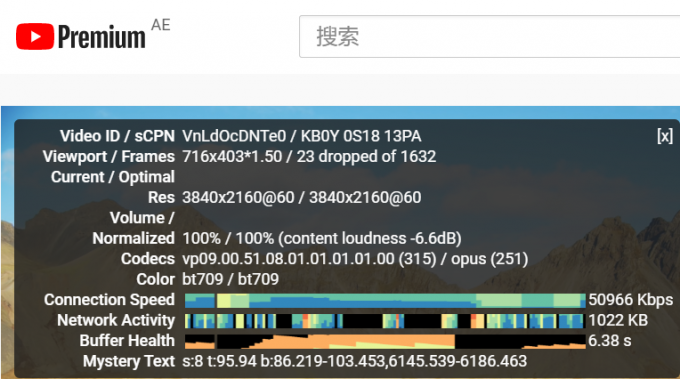 Premium AE
搜索
Video ID / sCPN VnLdOcDNTe0 / KB0Y 0S18 13PA [x]
Viewport / Frames 716x403*1.50 / 23 dropped of 1632
Current / Optimal
Res 3840x2160@60 / 3840x2160@60
Volume /
Normalized 100% / 100% (content loudness -6.6dB)
Codecs vp09.00.51.08.01.01.01.01.00 (315) / opus (251)
Color bt709 / bt709
Connection Speed 50966 Kbps
Network Activity 1022 KB
Buffer Health 6.38 s
Mystery Text s:8 t:95.94 b:86.219-103.453,6145.539-6186.463